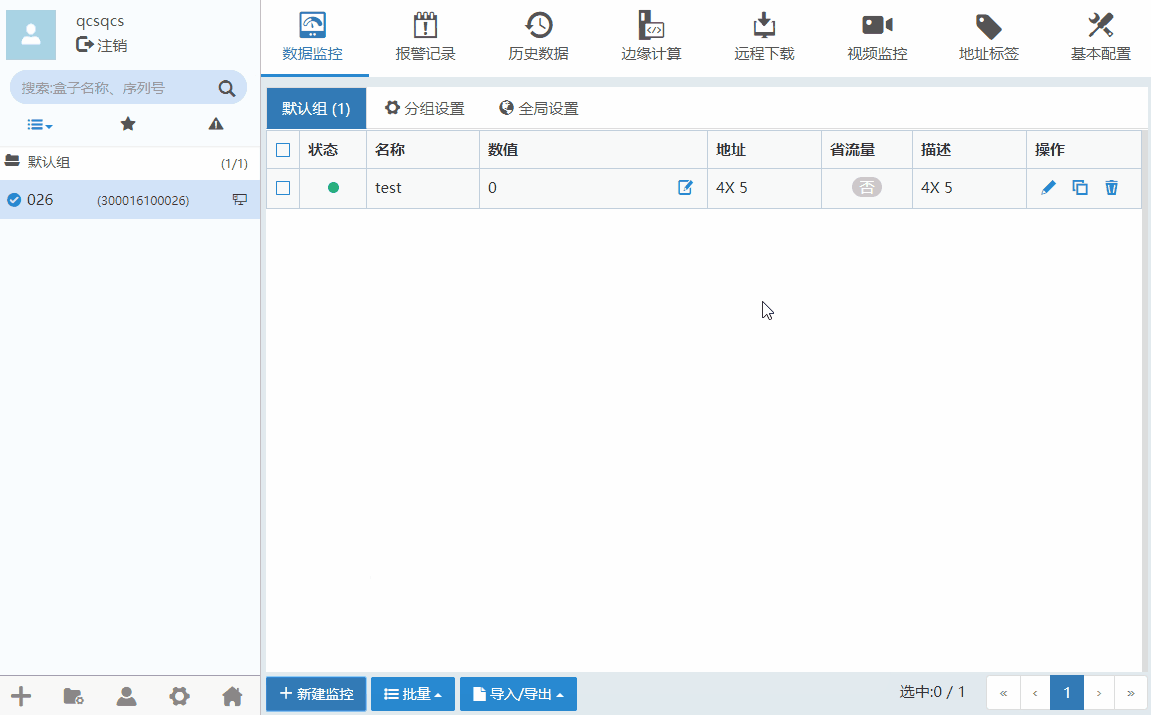 qcsqcs
注销
搜索:盒子名称、序列号
默认组 (1/1)
026 (300016100026)
数据监控 报警记录 历史数据 边缘计算 远程下载 视频监控 地址标签 基本配置
默认组 (1) 分组设置 全局设置
状态 名称 数值 地址 省流量 描述 操作
test 0 4X 5 否 4X 5
新建监控 批量 导入/导出 选中:0 / 1 « ‹ 1 › »